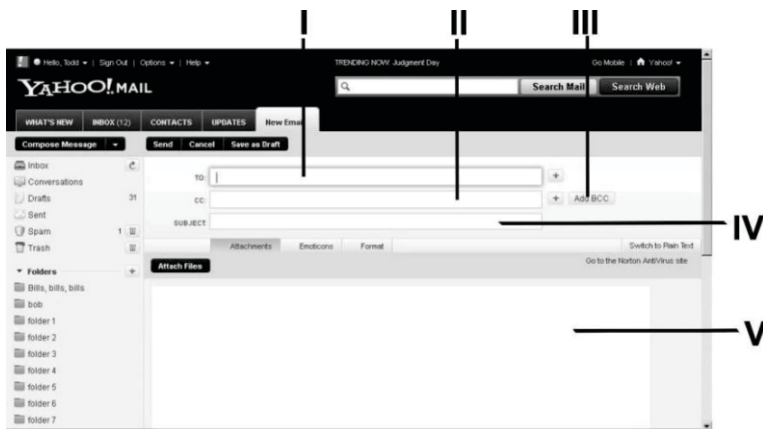 I II III
Hello, Todd | Sign Out | Options | Help TRENDING NOW: Judgment Day Go Mobile | Yahoo!
YAHOO! MAIL Search Mail Search Web
WHAT'S NEW INBOX (12) CONTACTS UPDATES New Email
Compose Message Send Cancel Save as Draft
Inbox
Conversations
Drafts 31
Sent
Spam 1
Trash
Folders +
Bills, bills, bills
bob
folder 1
folder 2
folder 3
folder 4
folder 5
folder 6
folder 7
TO: +
CC: + Add BCC
SUBJECT: IV
Attachments Emoticons Format Switch to Plain Text
Attach Files Go to the Norton AntiVirus site
V